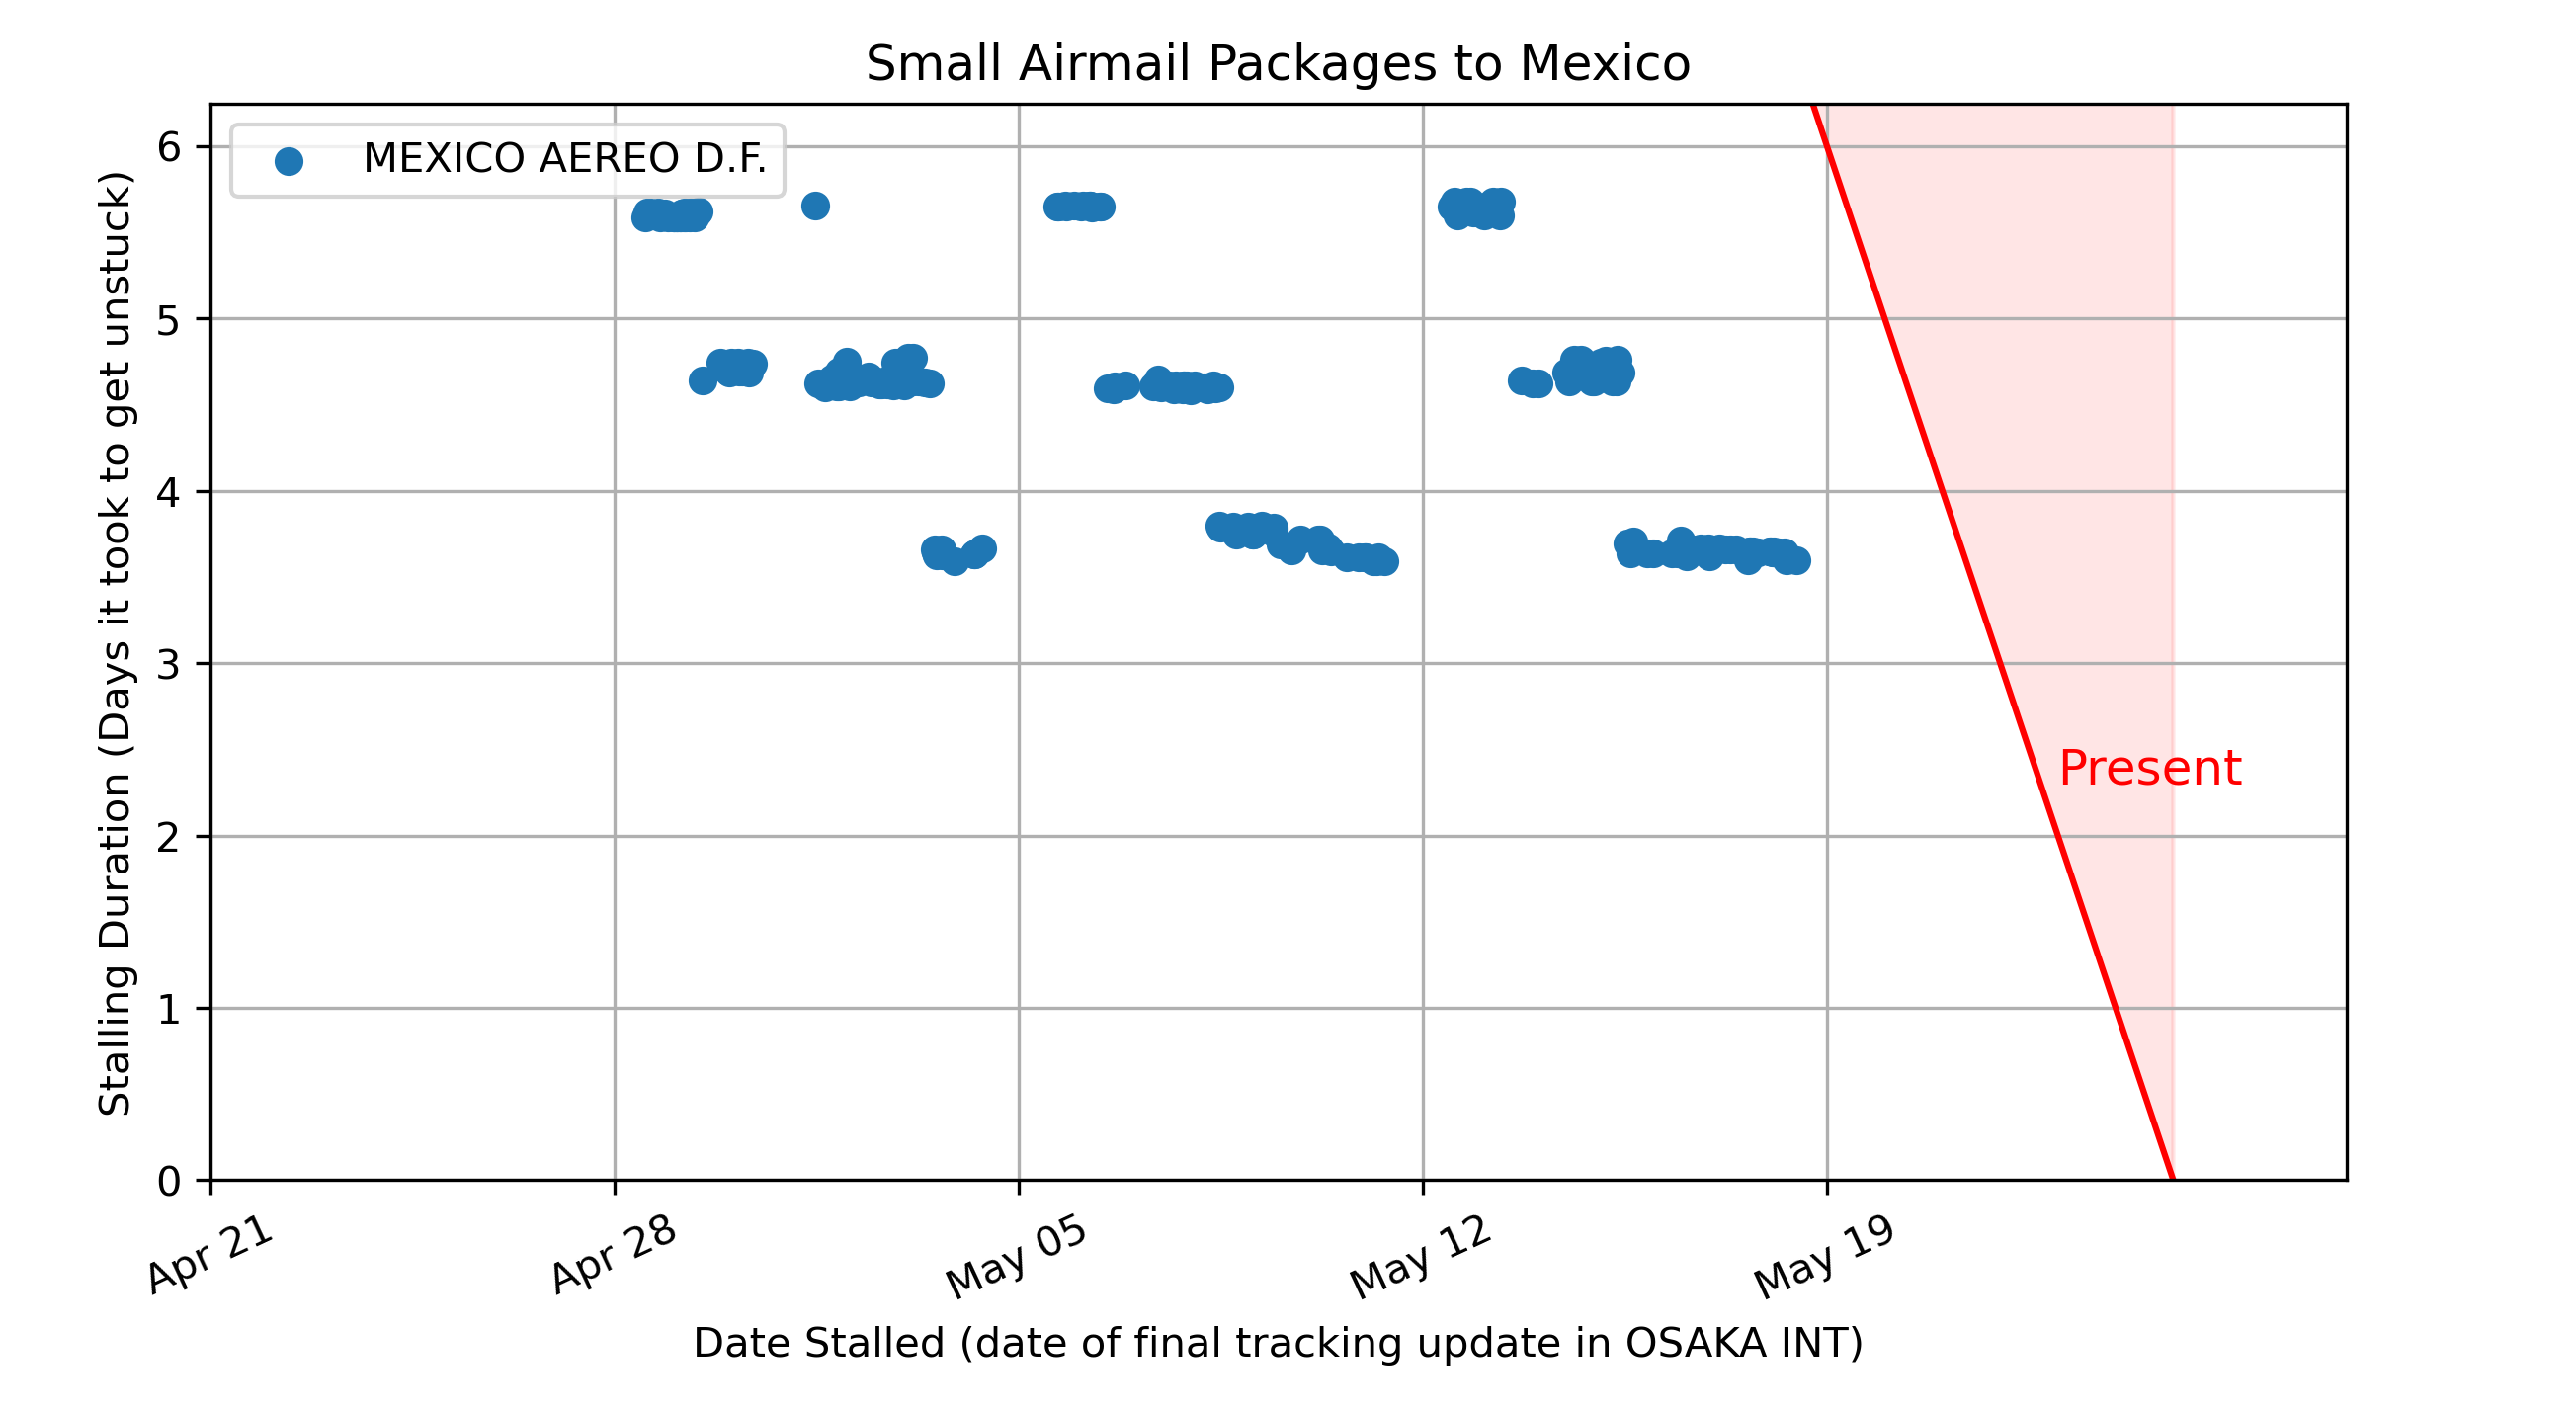 Small Airmail Packages to Mexico
MEXICO AEREO D.F.
Stalling Duration (Days it took to get unstuck)
6
5
4
3
2
1
0
Present
Apr 21
Apr 28
May 05
May 12
May 19
Date Stalled (date of final tracking update in OSAKA INT)